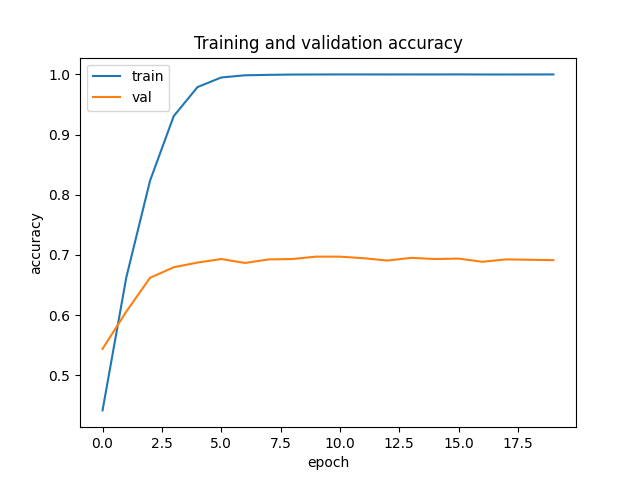 Training and validation accuracy
train
val
1.0
0.9
0.8
0.7
0.6
0.5
accuracy
0.0 2.5 5.0 7.5 10.0 12.5 15.0 17.5
epoch